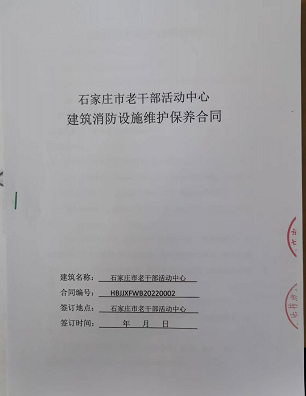 石家庄市老干部活动中心
建筑消防设施维护保养合同
建筑名称： 石家庄市老干部活动中心
合同编号： HBJJXFWB20220002
签订地点： 石家庄市老干部活动中心
签订时间： 年 月 日